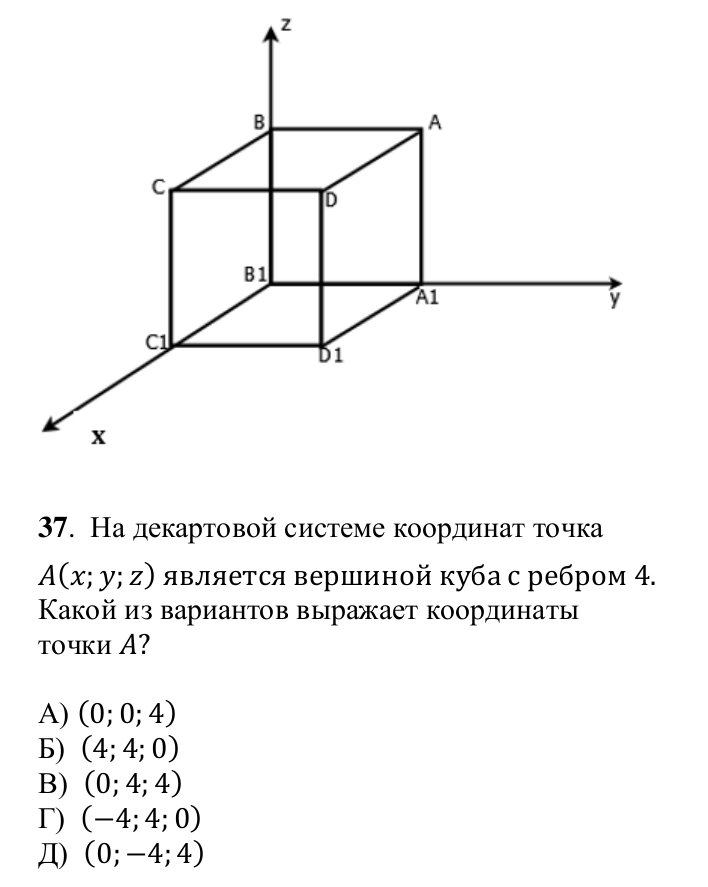 z
B
A
C
D
B1
A1
y
C1
D1
x
37. На декартовой системе координат точка
A(x; y; z) является вершиной куба с ребром 4.
Какой из вариантов выражает координаты
точки A?
А) (0; 0; 4)
Б) (4; 4; 0)
В) (0; 4; 4)
Г) (−4; 4; 0)
Д) (0; −4; 4)